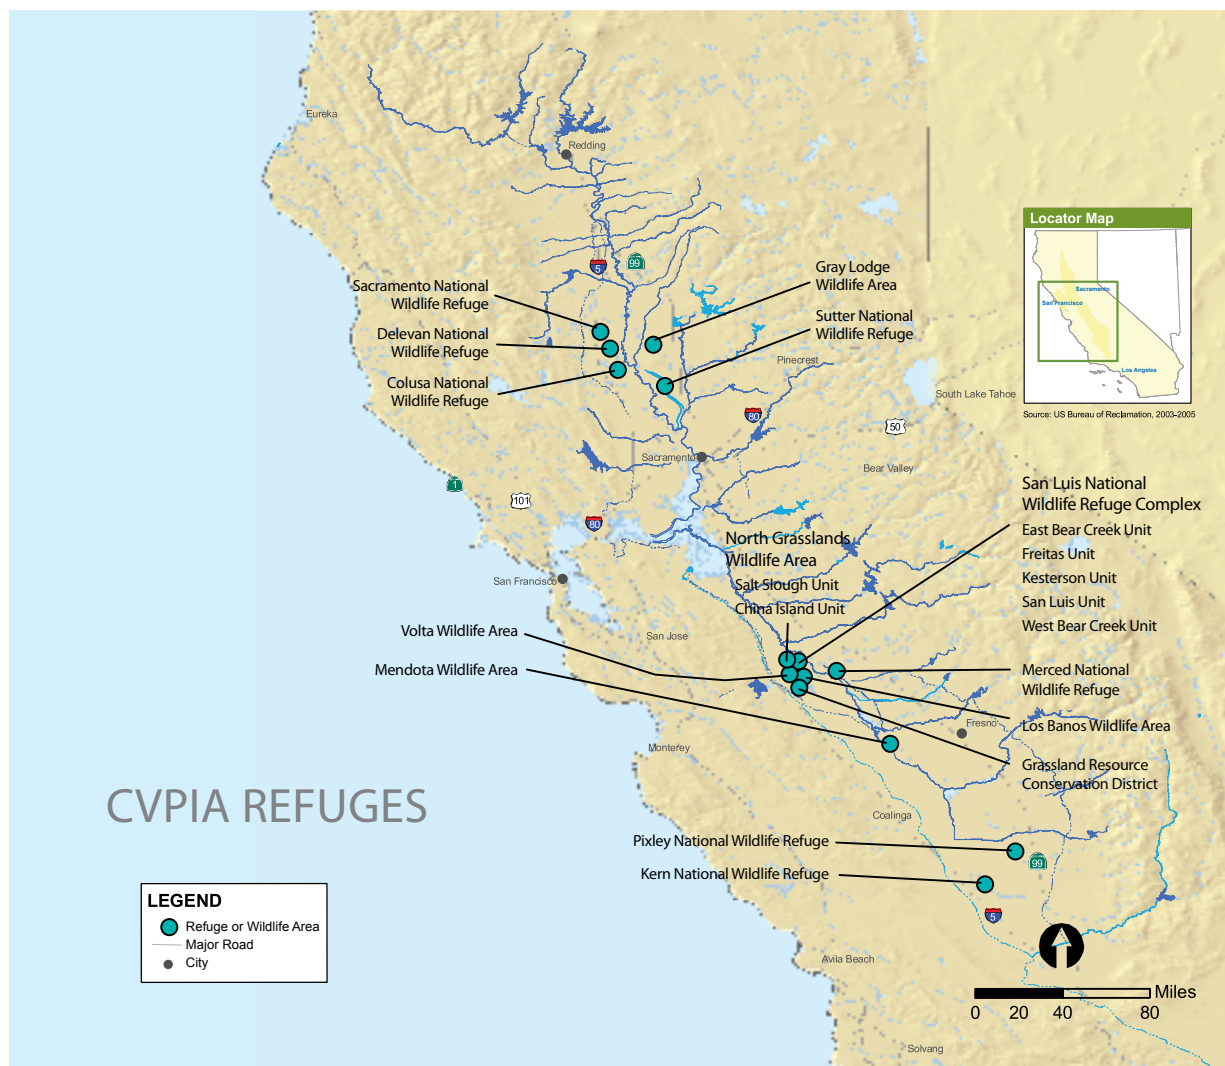 Eureka
Redding
5
99
Locator Map
Sacramento
San Francisco
Los Angeles
Source: US Bureau of Reclamation, 2003-2005
Sacramento National
Wildlife Refuge
Delevan National
Wildlife Refuge
Colusa National
Wildlife Refuge
Gray Lodge
Wildlife Area
Sutter National
Wildlife Refuge
Pinecrest
South Lake Tahoe
80
50
Sacramento
Bear Valley
1
101
80
San Francisco
North Grasslands
Wildlife Area
Salt Slough Unit
China Island Unit
San Luis National
Wildlife Refuge Complex
East Bear Creek Unit
Freitas Unit
Kesterson Unit
San Luis Unit
West Bear Creek Unit
Volta Wildlife Area
San Jose
Mendota Wildlife Area
Merced National
Wildlife Refuge
Los Banos Wildlife Area
Fresno
Monterey
Grassland Resource
Conservation District
CVPIA REFUGES
Coalinga
Pixley National Wildlife Refuge
99
Kern National Wildlife Refuge
5
LEGEND
Refuge or Wildlife Area
Major Road
City
Avila Beach
Miles
0 20 40 80
Solvang